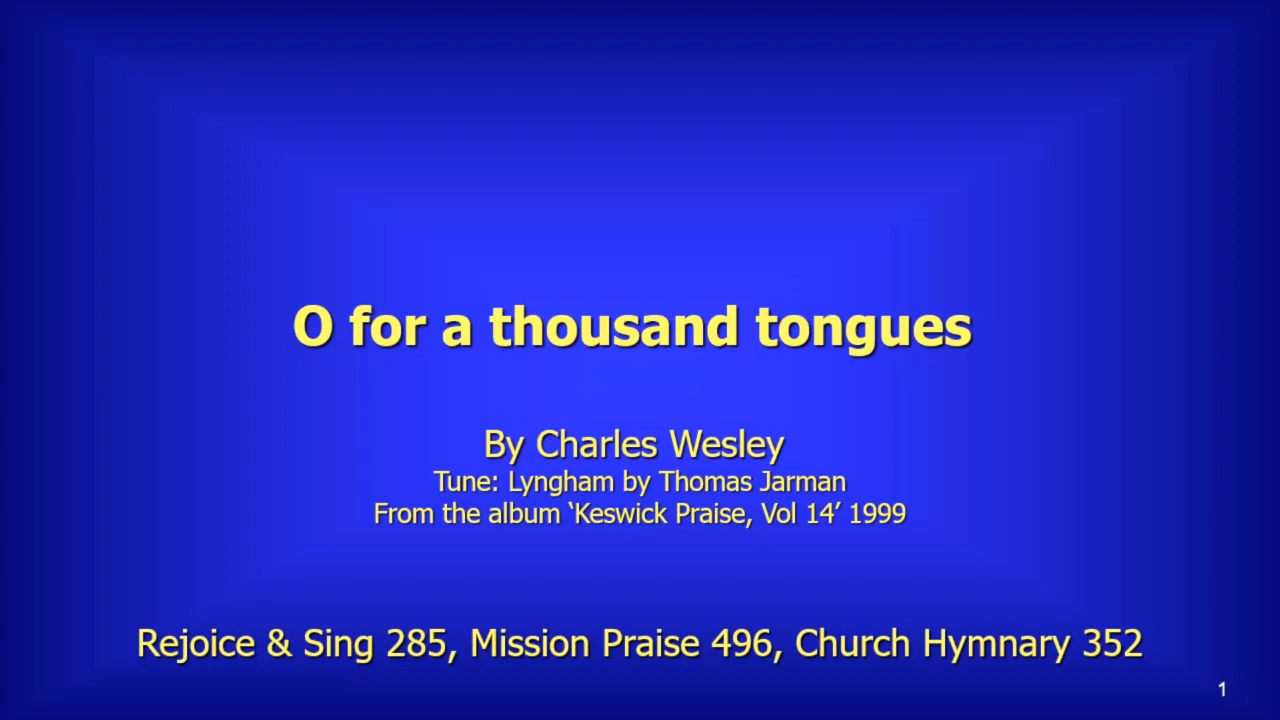 O for a thousand tongues
By Charles Wesley
Tune: Lyngham by Thomas Jarman
From the album ‘Keswick Praise, Vol 14’ 1999
Rejoice & Sing 285, Mission Praise 496, Church Hymnary 352
1